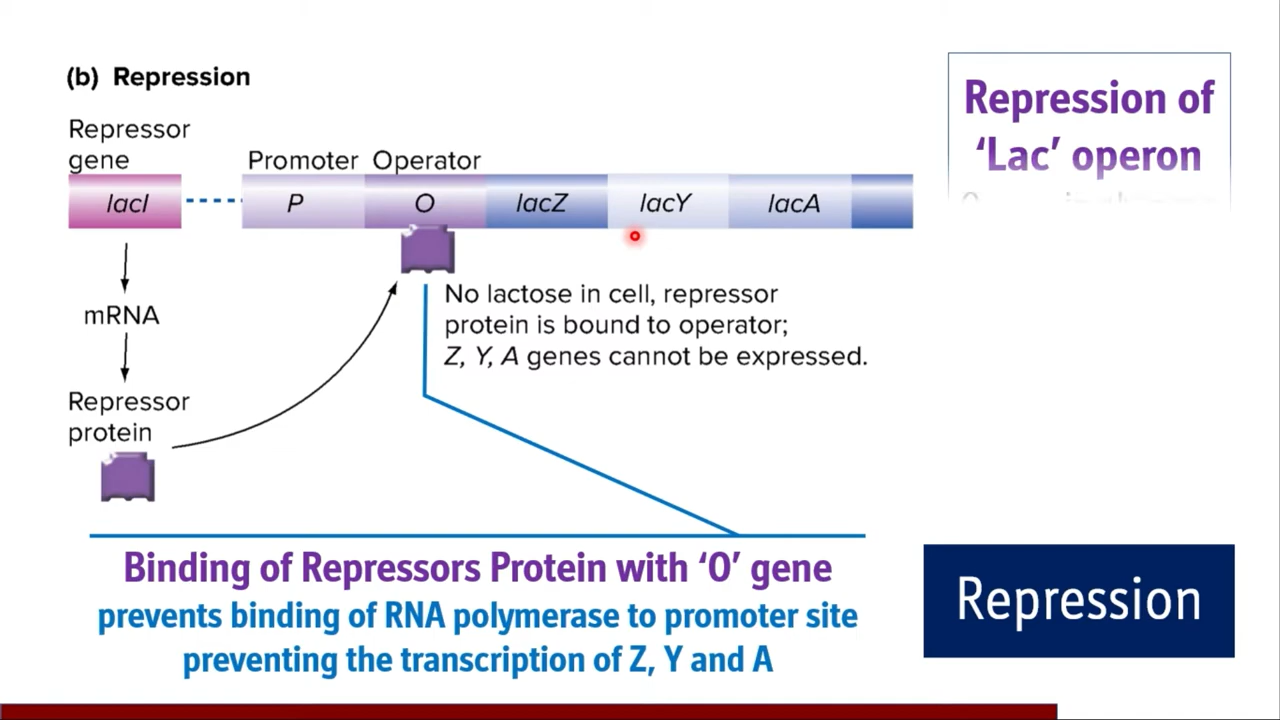 (b) Repression
Repressor
gene
Promoter
Operator
lacI
P
O
lacZ
lacY
lacA
mRNA
Repressor
protein
No lactose in cell, repressor
protein is bound to operator;
Z, Y, A genes cannot be expressed.
Binding of Repressors Protein with ‘O’ gene
prevents binding of RNA polymerase to promoter site
preventing the transcription of Z, Y and A
Repression of
‘Lac’ operon
Repression